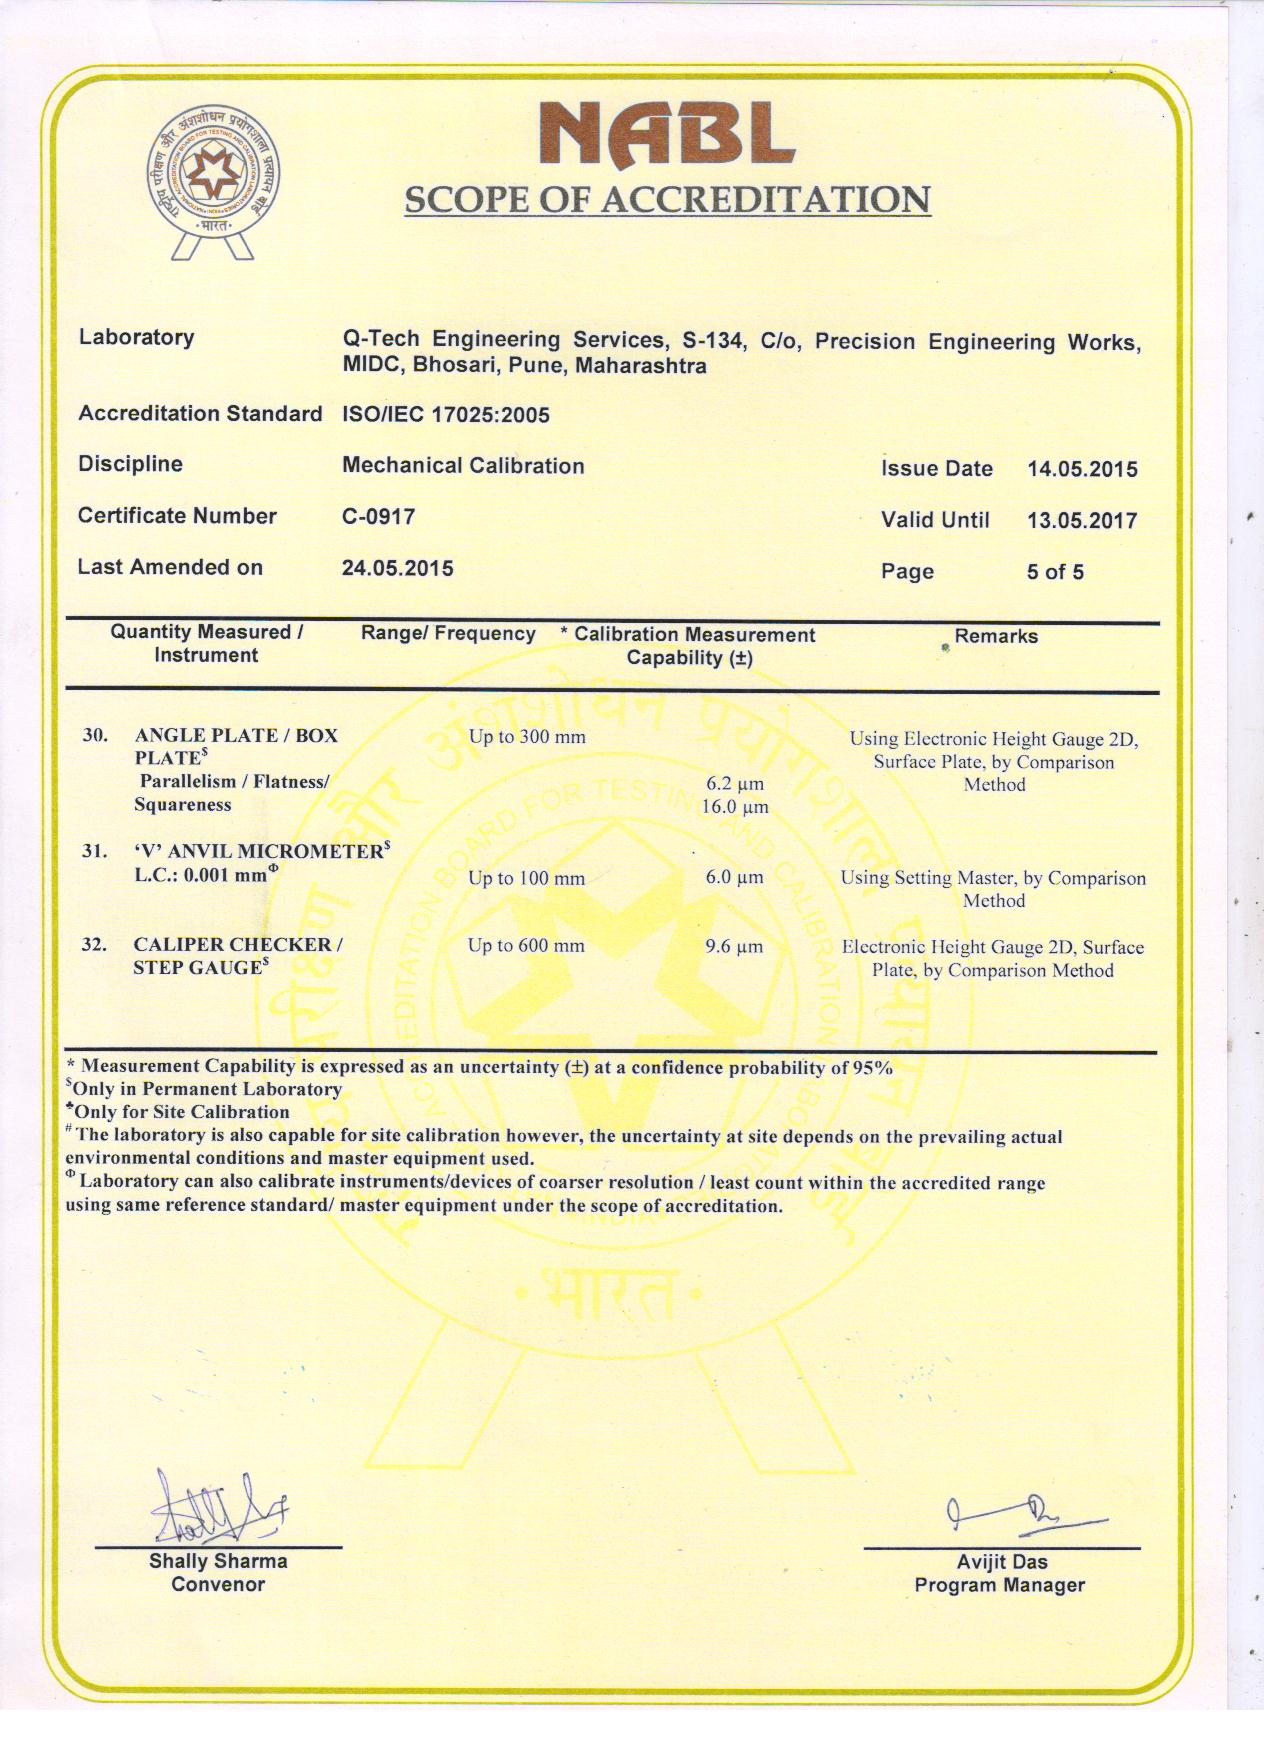 राष्ट्रीय परीक्षण और अंशशोधन प्रयोगशाला प्रत्यायन बोर्ड
NATIONAL ACCREDITATION BOARD FOR TESTING AND CALIBRATION LABORATORIES
INDIA
भारत
NABL
SCOPE OF ACCREDITATION
Laboratory Q-Tech Engineering Services, S-134, C/o, Precision Engineering Works,
MIDC, Bhosari, Pune, Maharashtra
Accreditation Standard ISO/IEC 17025:2005
Discipline Mechanical Calibration Issue Date 14.05.2015
Certificate Number C-0917 Valid Until 13.05.2017
Last Amended on 24.05.2015 Page 5 of 5
Quantity Measured / Range/ Frequency * Calibration Measurement Remarks
Instrument Capability (±)
30. ANGLE PLATE / BOX Up to 300 mm Using Electronic Height Gauge 2D,
PLATE$ Surface Plate, by Comparison
Parallelism / Flatness/ 6.2 µm Method
Squareness 16.0 µm
31. ‘V’ ANVIL MICROMETER$
L.C.: 0.001 mmΦ Up to 100 mm 6.0 µm Using Setting Master, by Comparison
Method
32. CALIPER CHECKER / Up to 600 mm 9.6 µm Electronic Height Gauge 2D, Surface
STEP GAUGE$ Plate, by Comparison Method
* Measurement Capability is expressed as an uncertainty (±) at a confidence probability of 95%
$Only in Permanent Laboratory
♣Only for Site Calibration
# The laboratory is also capable for site calibration however, the uncertainty at site depends on the prevailing actual
environmental conditions and master equipment used.
Φ Laboratory can also calibrate instruments/devices of coarser resolution / least count within the accredited range
using same reference standard/ master equipment under the scope of accreditation.
भारत
Shally Sharma Avijit Das
Convenor Program Manager